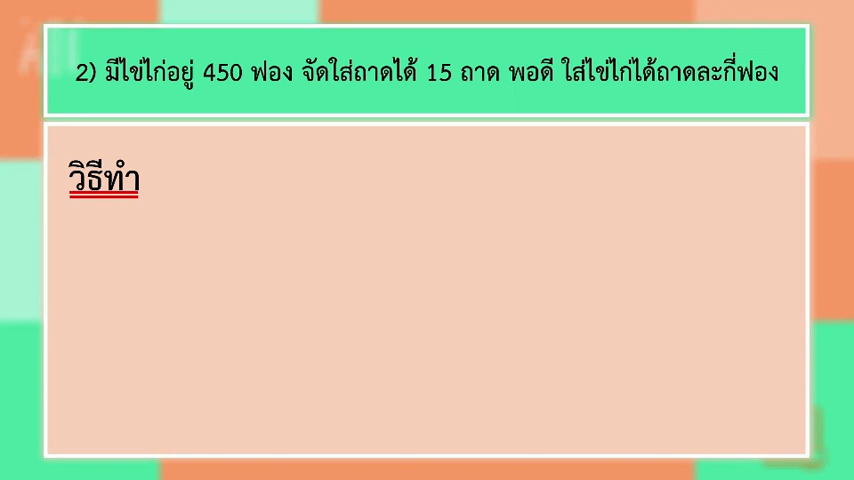 2) มีไข่ไก่อยู่ 450 ฟอง จัดใส่ถาดได้ 15 ถาด พอดี ใส่ไข่ไก่ได้ถาดละกี่ฟอง
วิธีทำ